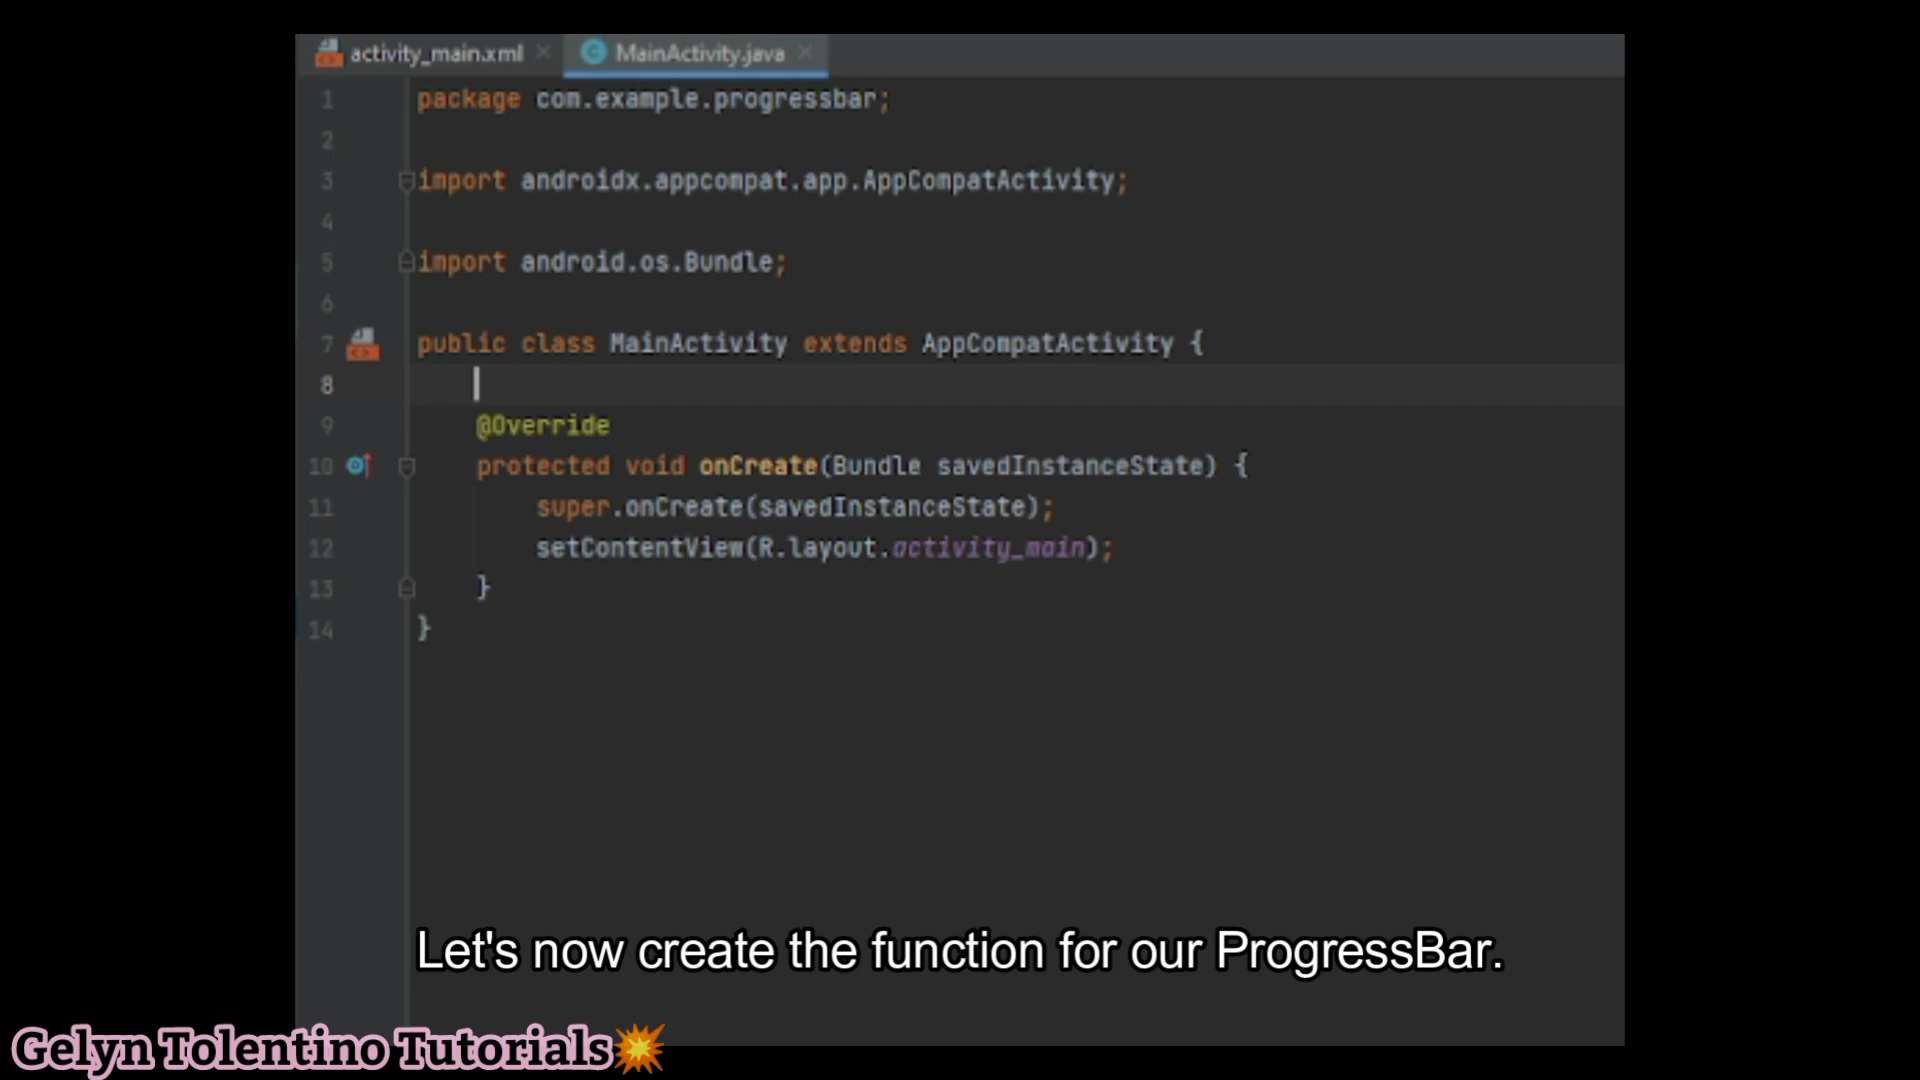 activity_main.xml MainActivity.java
1 package com.example.progressbar;
2
3 import androidx.appcompat.app.AppCompatActivity;
4
5 import android.os.Bundle;
6
7 public class MainActivity extends AppCompatActivity {
8
9 @Override
10 protected void onCreate(Bundle savedInstanceState) {
11 super.onCreate(savedInstanceState);
12 setContentView(R.layout.activity_main);
13 }
14 }
Let's now create the function for our ProgressBar.
Gelyn Tolentino Tutorials💥